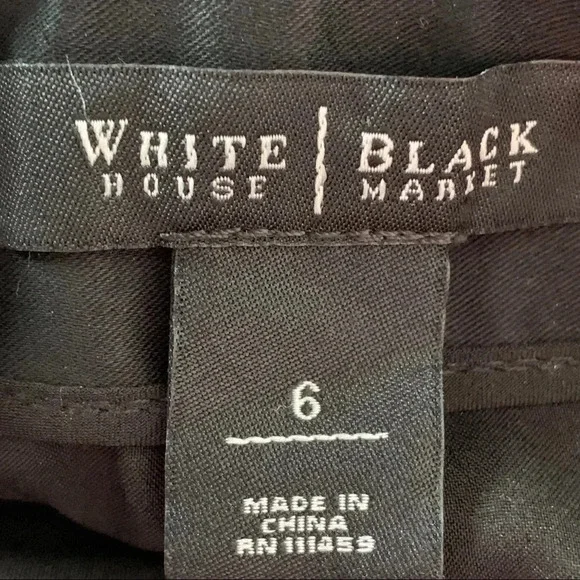 WHITE | BLACK
HOUSE | MARKET
6
MADE IN
CHINA
RN 111459